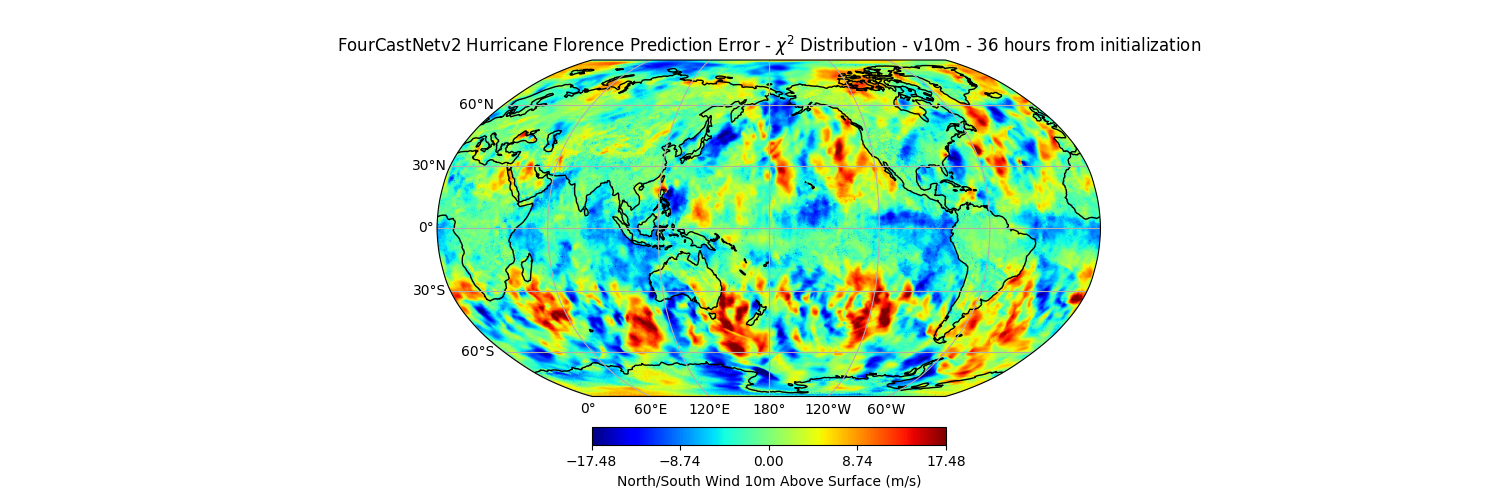 FourCastNetv2 Hurricane Florence Prediction Error - χ² Distribution - v10m - 36 hours from initialization
60°N
30°N
0°
30°S
60°S
0° 60°E 120°E 180° 120°W 60°W
−17.48 −8.74 0.00 8.74 17.48
North/South Wind 10m Above Surface (m/s)